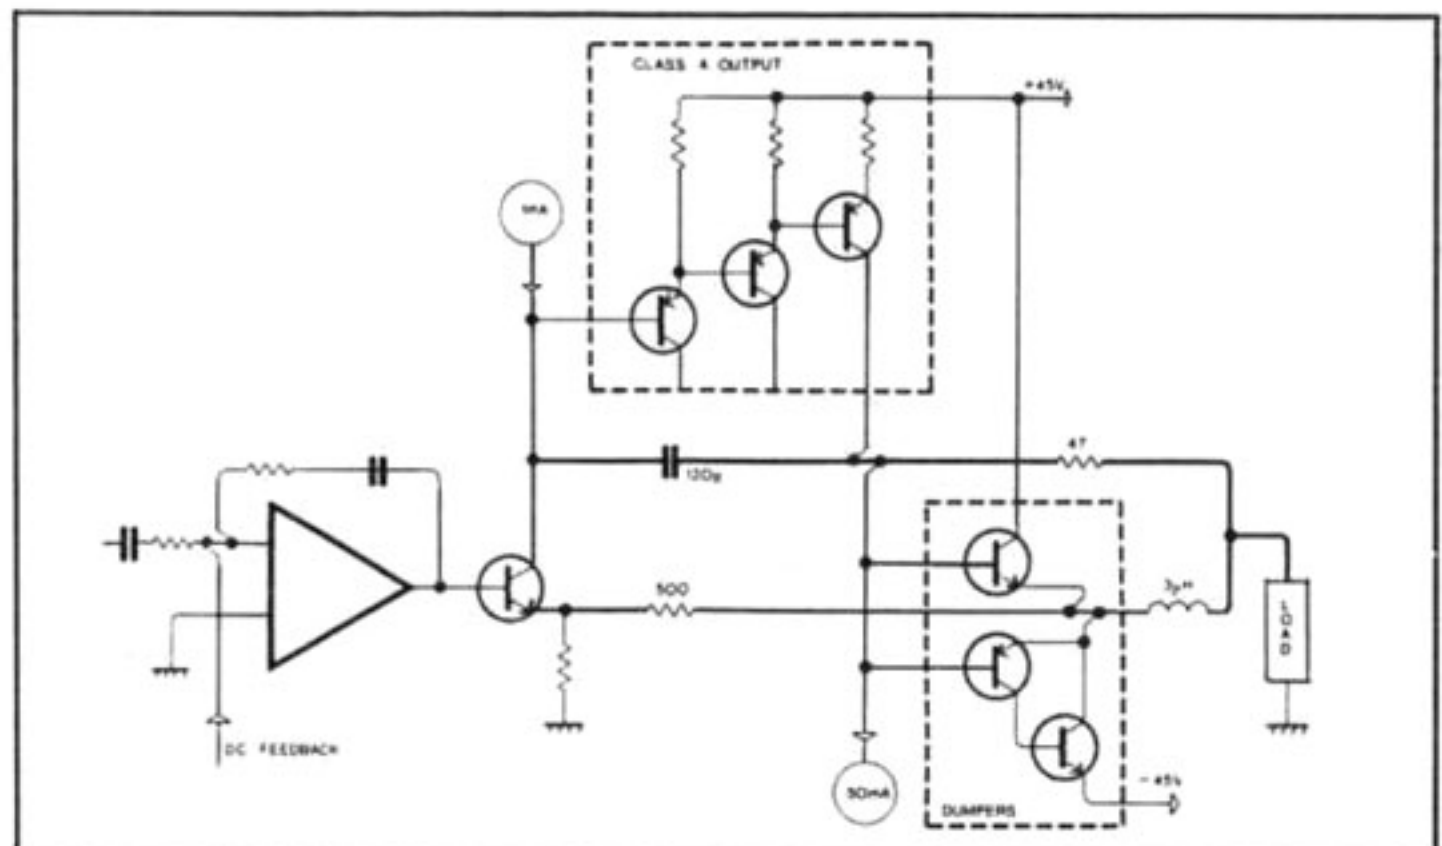 CLASS A OUTPUT
+45V
1mA
47
120p
500
3µH
LOAD
DC FEEDBACK
50mA
-45V
DUMPERS